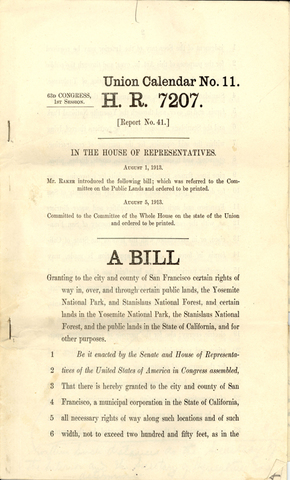 Union Calendar No. 11.
63D CONGRESS,
1ST SESSION.
H. R. 7207.
[Report No. 41.]
IN THE HOUSE OF REPRESENTATIVES.
AUGUST 1, 1913.
Mr. RAKER introduced the following bill; which was referred to the Com-
mittee on the Public Lands and ordered to be printed.
AUGUST 5, 1913.
Committed to the Committee of the Whole House on the state of the Union
and ordered to be printed.
A BILL
Granting to the city and county of San Francisco certain rights of
way in, over, and through certain public lands, the Yosemite
National Park, and Stanislaus National Forest, and certain
lands in the Yosemite National Park, the Stanislaus National
Forest, and the public lands in the State of California, and for
other purposes.
1 Be it enacted by the Senate and House of Representa-
2 tives of the United States of America in Congress assembled,
3 That there is hereby granted to the city and county of San
4 Francisco, a municipal corporation in the State of California,
5 all necessary rights of way along such locations and of such
6 width, not to exceed two hundred and fifty feet, as in the